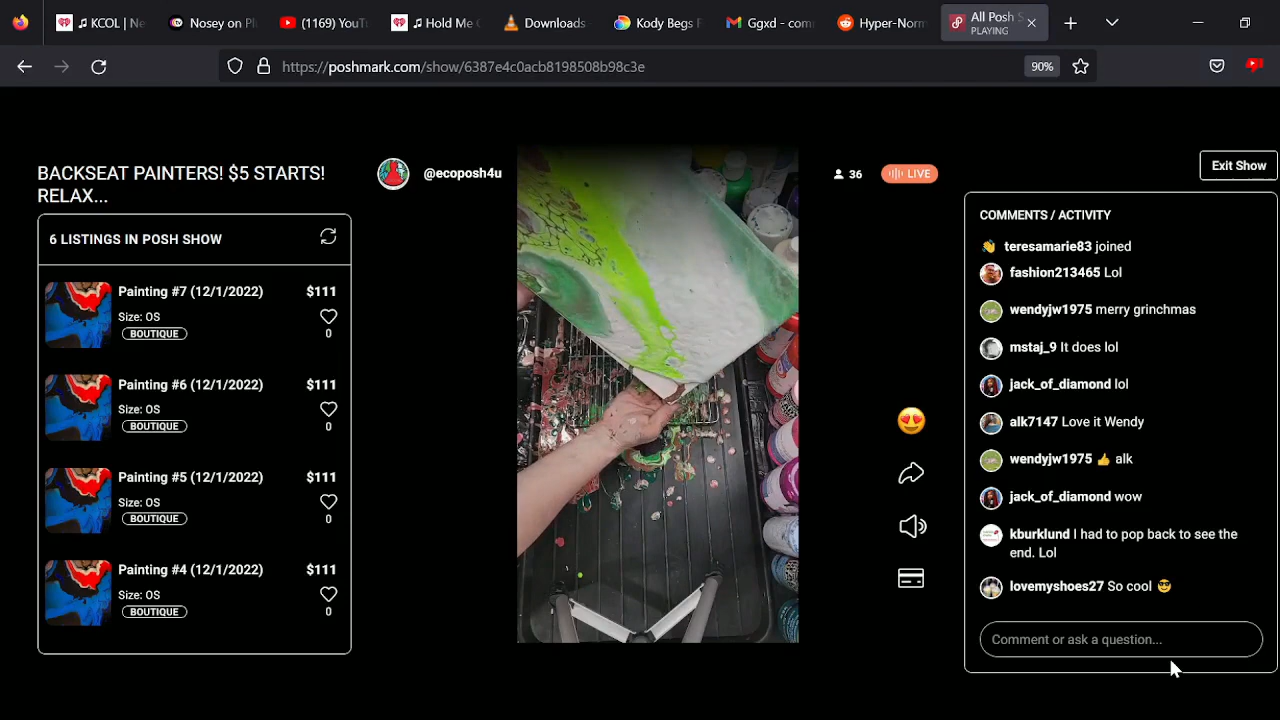 ♫ KCOL | Ne
Nosey on Pl
(1169) YouT
♫ Hold Me C
Downloads
Kody Begs F
Ggxd - com
Hyper-Norm
All Posh S
PLAYING
https://poshmark.com/show/6387e4c0acb8198508b98c3e
90%
BACKSEAT PAINTERS! $5 STARTS!
RELAX...
@ecoposh4u
36
LIVE
Exit Show
6 LISTINGS IN POSH SHOW
Painting #7 (12/1/2022) $111
Size: OS
BOUTIQUE 0
Painting #6 (12/1/2022) $111
Size: OS
BOUTIQUE 0
Painting #5 (12/1/2022) $111
Size: OS
BOUTIQUE 0
Painting #4 (12/1/2022) $111
Size: OS
BOUTIQUE 0
COMMENTS / ACTIVITY
👋 teresamarie83 joined
fashion213465 Lol
wendyjw1975 merry grinchmas
mstaj_9 It does lol
jack_of_diamond lol
alk7147 Love it Wendy
wendyjw1975 👍 alk
jack_of_diamond wow
kburklund I had to pop back to see the
end. Lol
lovemyshoes27 So cool 😎
Comment or ask a question...